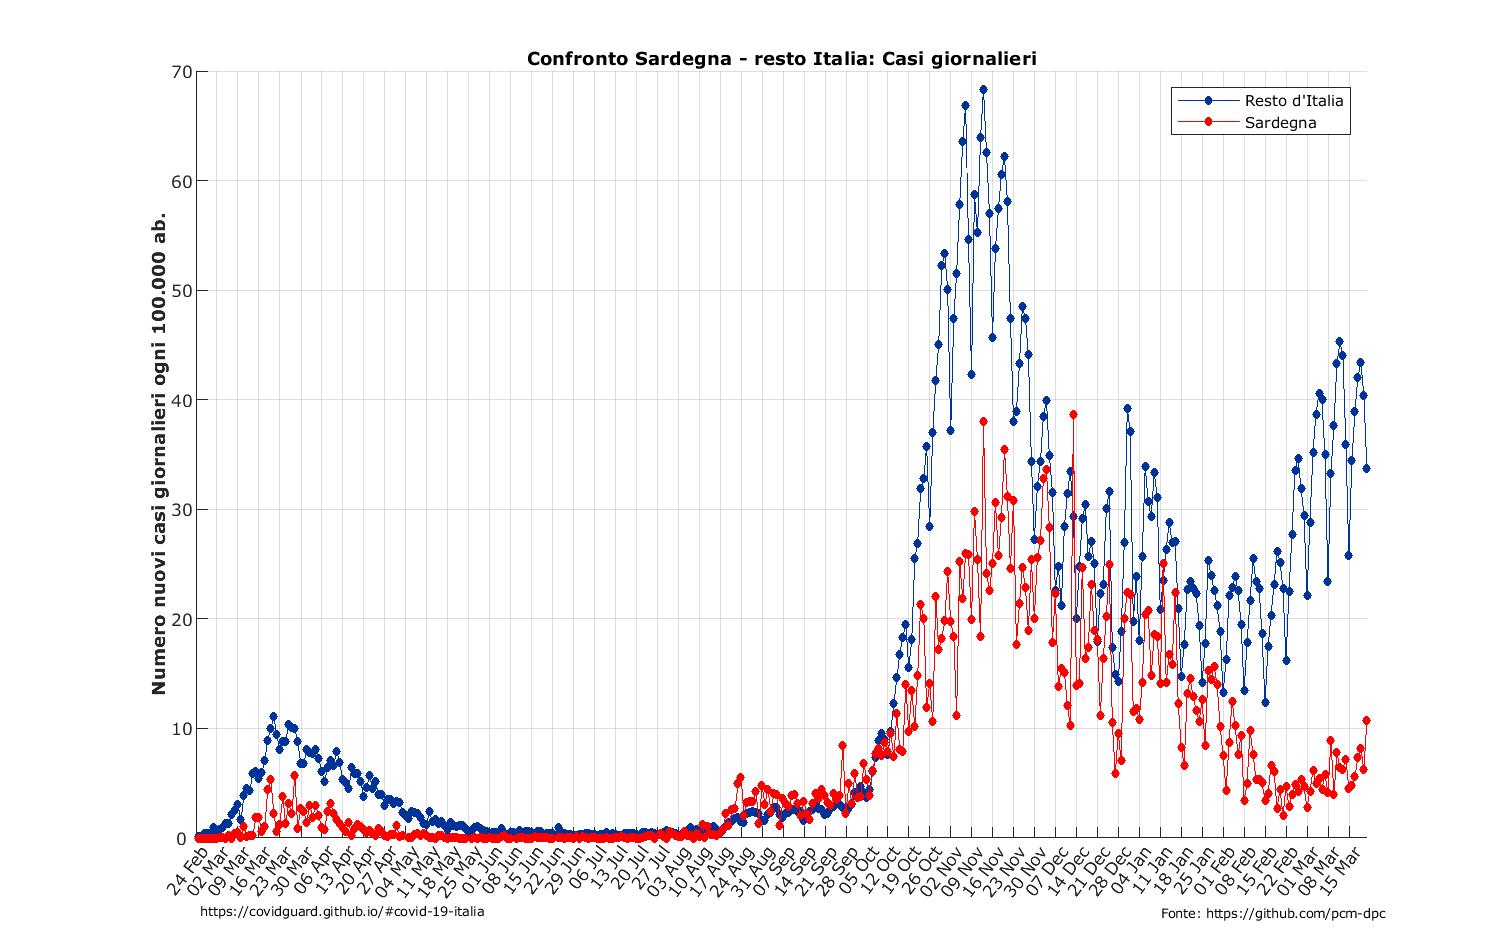 Confronto Sardegna - resto Italia: Casi giornalieri
Resto d'Italia
Sardegna
Numero nuovi casi giornalieri ogni 100.000 ab.
70
60
50
40
30
20
10
0
24 Feb
02 Mar
09 Mar
16 Mar
23 Mar
30 Mar
06 Apr
13 Apr
20 Apr
27 Apr
04 May
11 May
18 May
25 May
01 Jun
08 Jun
15 Jun
22 Jun
29 Jun
06 Jul
13 Jul
20 Jul
27 Jul
03 Aug
10 Aug
17 Aug
24 Aug
31 Aug
07 Sep
14 Sep
21 Sep
28 Sep
05 Oct
12 Oct
19 Oct
26 Oct
02 Nov
09 Nov
16 Nov
23 Nov
30 Nov
07 Dec
14 Dec
21 Dec
28 Dec
04 Jan
11 Jan
18 Jan
25 Jan
01 Feb
08 Feb
15 Feb
22 Feb
01 Mar
08 Mar
15 Mar
https://covidguard.github.io/#covid-19-italia
Fonte: https://github.com/pcm-dpc